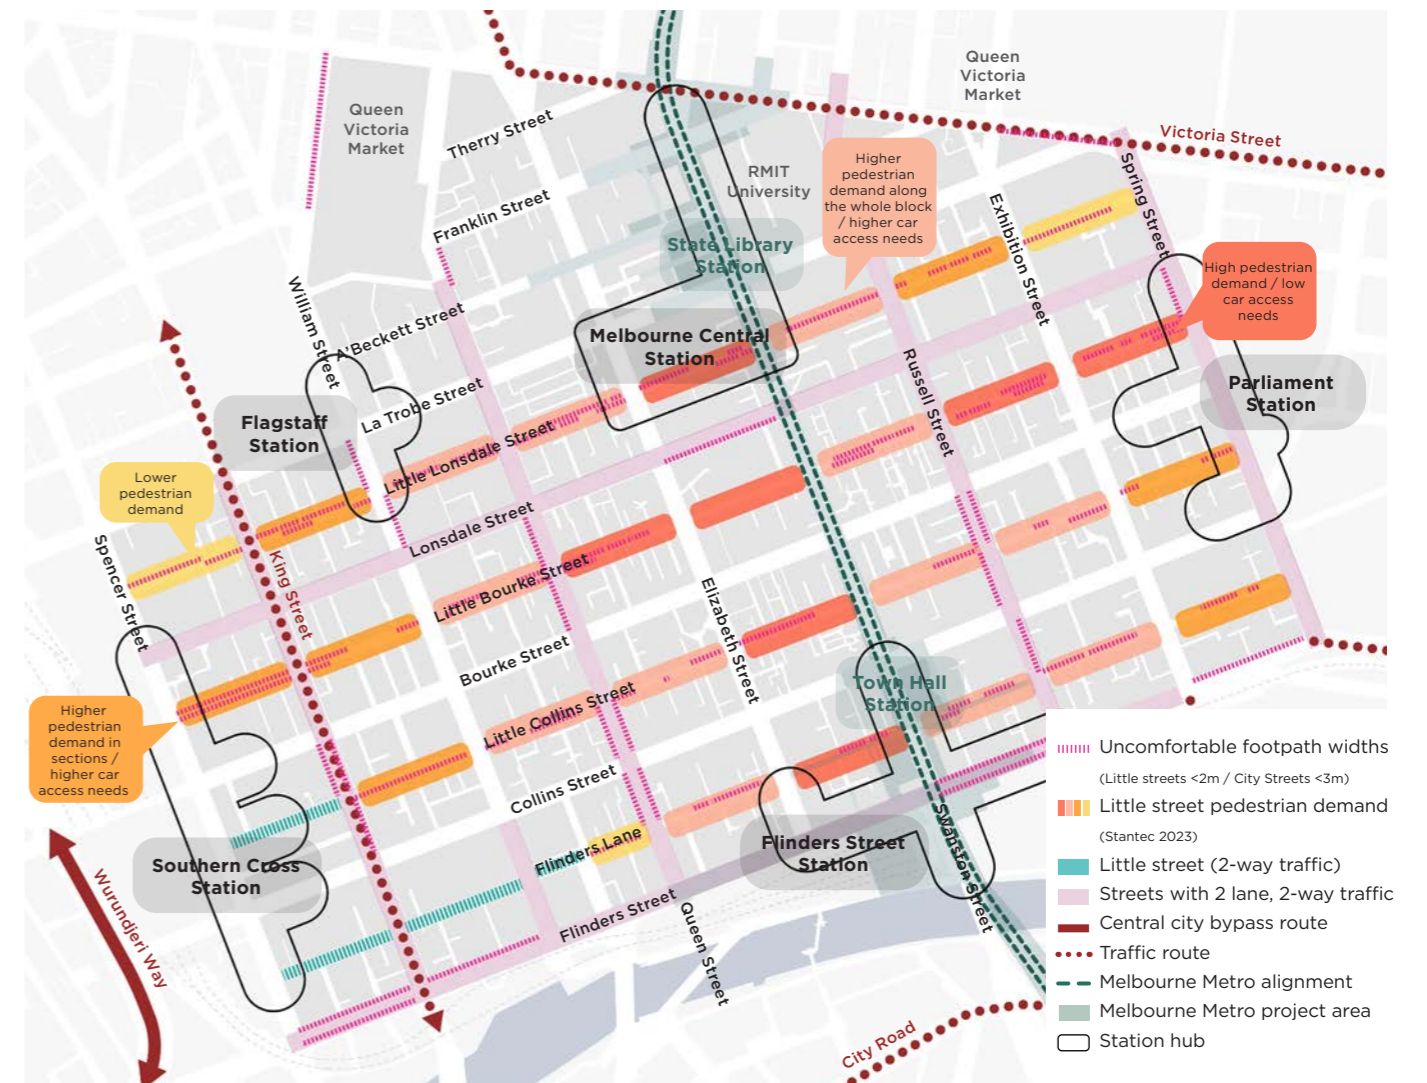 Queen
Victoria
Market
Queen
Victoria
Market
Therry Street
Victoria Street
Franklin Street
RMIT
University
Higher
pedestrian
demand along
the whole block
/ higher car
access needs
Spring Street
Exhibition Street
State Library
Station
High pedestrian
demand / low
car access
needs
William Street
A'Beckett Street
Melbourne Central
Station
Russell Street
Parliament
Station
La Trobe Street
Flagstaff
Station
Little Lonsdale Street
Lower
pedestrian
demand
Lonsdale Street
Spencer Street
King Street
Little Bourke Street
Elizabeth Street
Bourke Street
Town Hall
Station
Little Collins Street
Higher
pedestrian
demand in
sections /
higher car
access needs
Collins Street
Swanston Street
Flinders Lane
Flinders Street
Station
Southern Cross
Station
Wurundjeri Way
Flinders Street
Queen Street
City Road
Uncomfortable footpath widths
(Little streets <2m / City Streets <3m)
Little street pedestrian demand
(Stantec 2023)
Little street (2-way traffic)
Streets with 2 lane, 2-way traffic
Central city bypass route
Traffic route
Melbourne Metro alignment
Melbourne Metro project area
Station hub